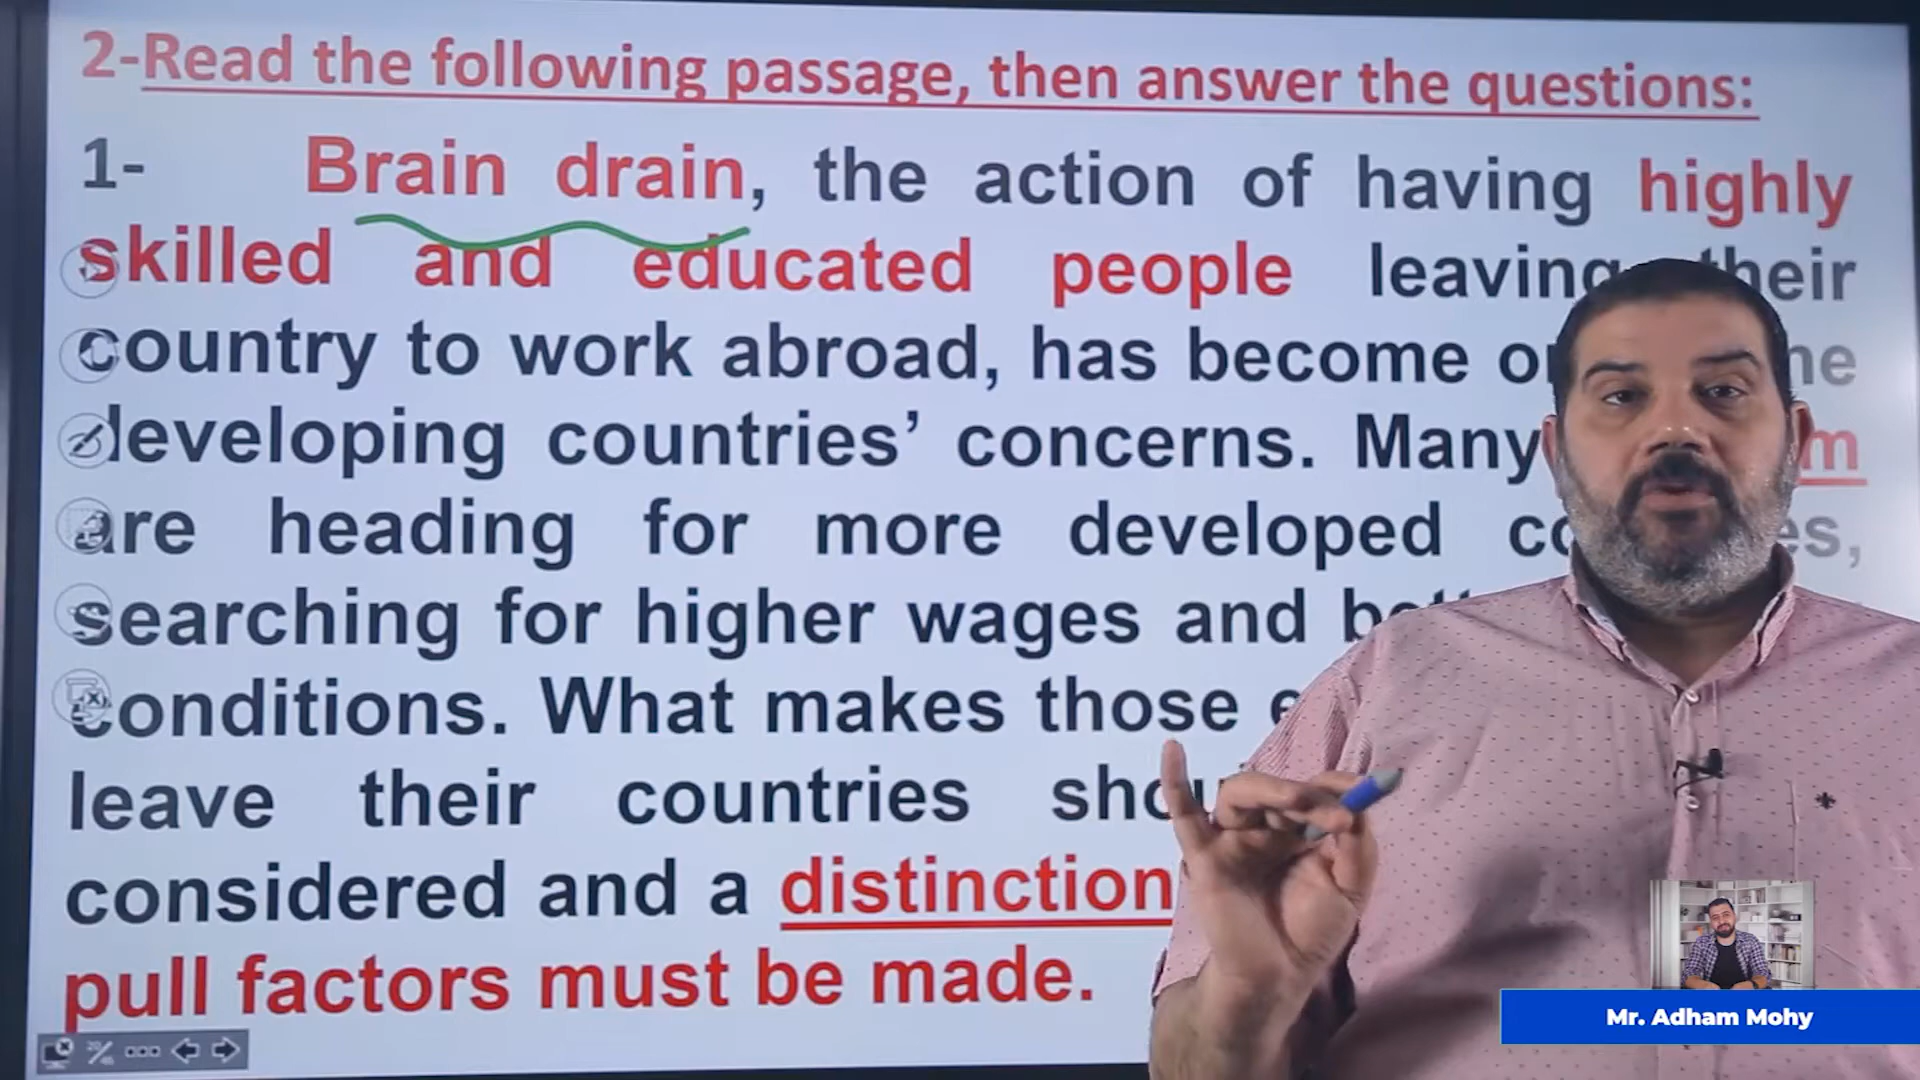 2-Read the following passage, then answer the questions:
1- Brain drain, the action of having highly
skilled and educated people leaving their
country to work abroad, has become
developing countries’ concerns. Many
are heading for more developed
searching for higher wages and
conditions. What makes those
leave their countries
considered and a distinction
pull factors must be made.
Mr. Adham Mohy